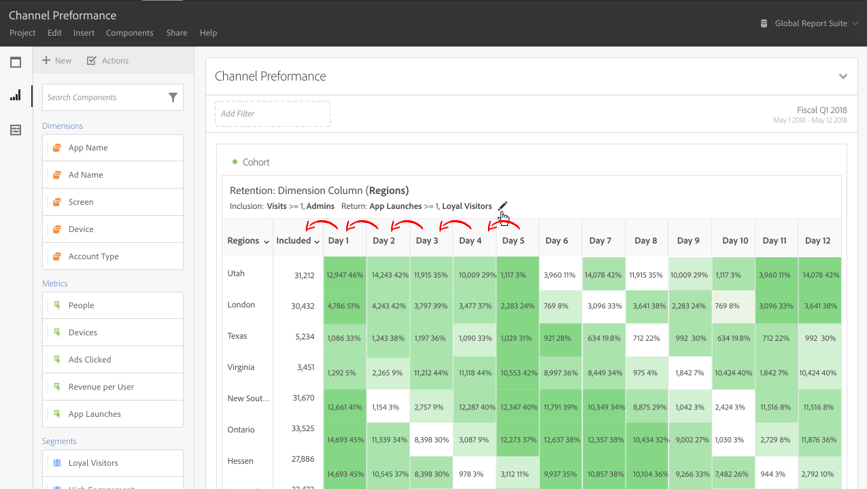 Channel Preformance
Project Edit Insert Components Share Help
Global Report Suite
New Actions
Search Components
Dimensions
App Name
Ad Name
Screen
Device
Account Type
Metrics
People
Devices
Ads Clicked
Revenue per User
App Launches
Segments
Loyal Visitors
Channel Preformance
Add Filter
Fiscal Q1 2018
May 1 2018 - May 12 2018
Cohort
Retention: Dimension Column (Regions)
Inclusion: Visits >= 1, Admins Return: App Launches >= 1, Loyal Visitors
Regions Included Day 1 Day 2 Day 3 Day 4 Day 5 Day 6 Day 7 Day 8 Day 9 Day 10 Day 11 Day 12
Utah 31,212 12,947 46% 14,243 42% 11,915 35% 10,009 29% 1,117 3% 3,960 11% 14,078 42% 11,915 35% 10,009 29% 1,117 3% 3,960 11% 14,078 42%
London 30,432 4,786 51% 4,243 42% 3,797 39% 3,477 37% 2,283 24% 769 8% 3,096 33% 3,641 38% 2,283 24% 769 8% 3,096 33% 3,641 38%
Texas 5,234 1,086 33% 1,243 38% 1,197 36% 1,090 33% 1,029 31% 921 28% 634 19.8% 712 22% 992 30% 634 19.8% 712 22% 992 30%
Virginia 3,451 1,292 5% 2,265 9% 11,212 44% 11,118 44% 10,553 42% 8,997 36% 8,449 34% 975 4% 1,842 7% 10,424 40% 1,842 7% 10,424 40%
New Sout... 31,670 12,661 41% 1,154 3% 2,757 9% 12,287 40% 12,347 40% 11,791 39% 10,349 34% 8,875 29% 1,042 3% 2,424 3% 11,516 8% 11,516 8%
Ontario 33,525 14,693 45% 11,339 34% 8,398 30% 3,087 9% 12,273 37% 12,637 38% 12,357 38% 10,434 32% 9,002 27% 1,030 3% 2,729 8% 11,876 36%
Hessen 27,886 14,693 45% 10,545 37% 8,398 30% 978 3% 3,112 11% 9,937 35% 10,857 38% 10,104 36% 9,266 33% 7,482 26% 944 3% 2,792 10%